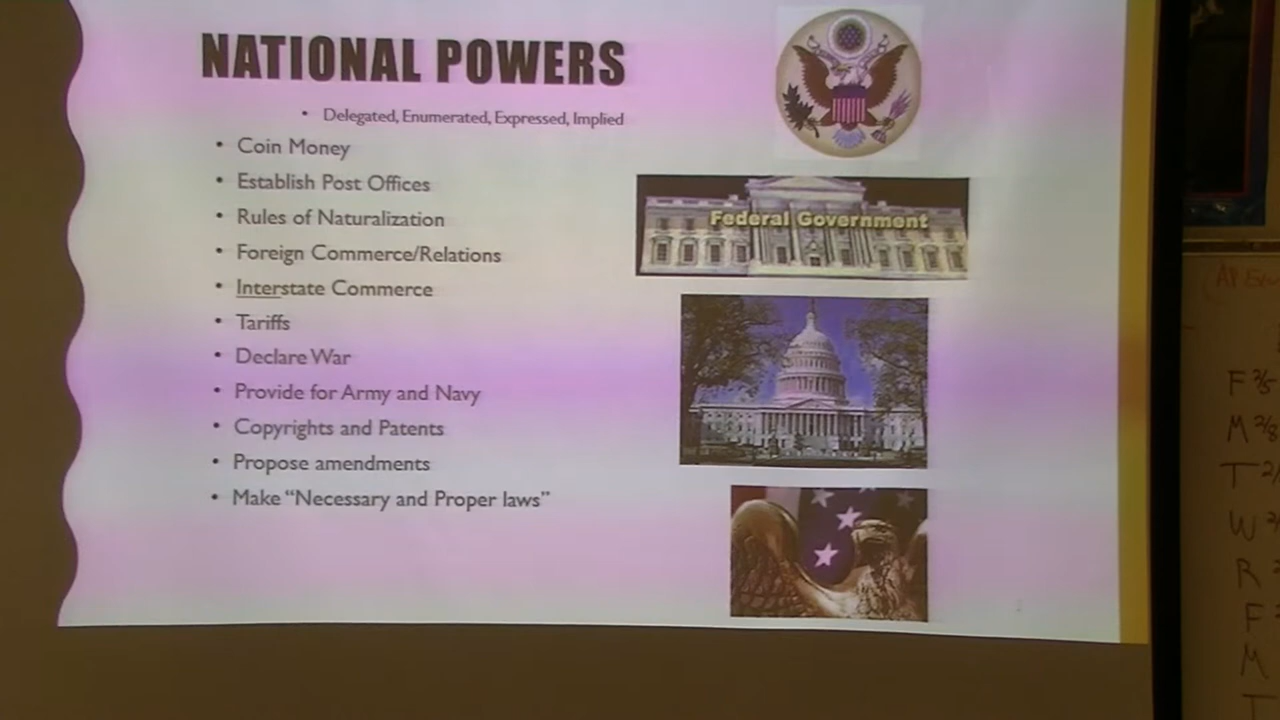 NATIONAL POWERS
• Delegated, Enumerated, Expressed, Implied
• Coin Money
• Establish Post Offices
• Rules of Naturalization
• Foreign Commerce/Relations
• Interstate Commerce
• Tariffs
• Declare War
• Provide for Army and Navy
• Copyrights and Patents
• Propose amendments
• Make “Necessary and Proper laws”
Federal Government
F
M
T
W
R
F
M
T